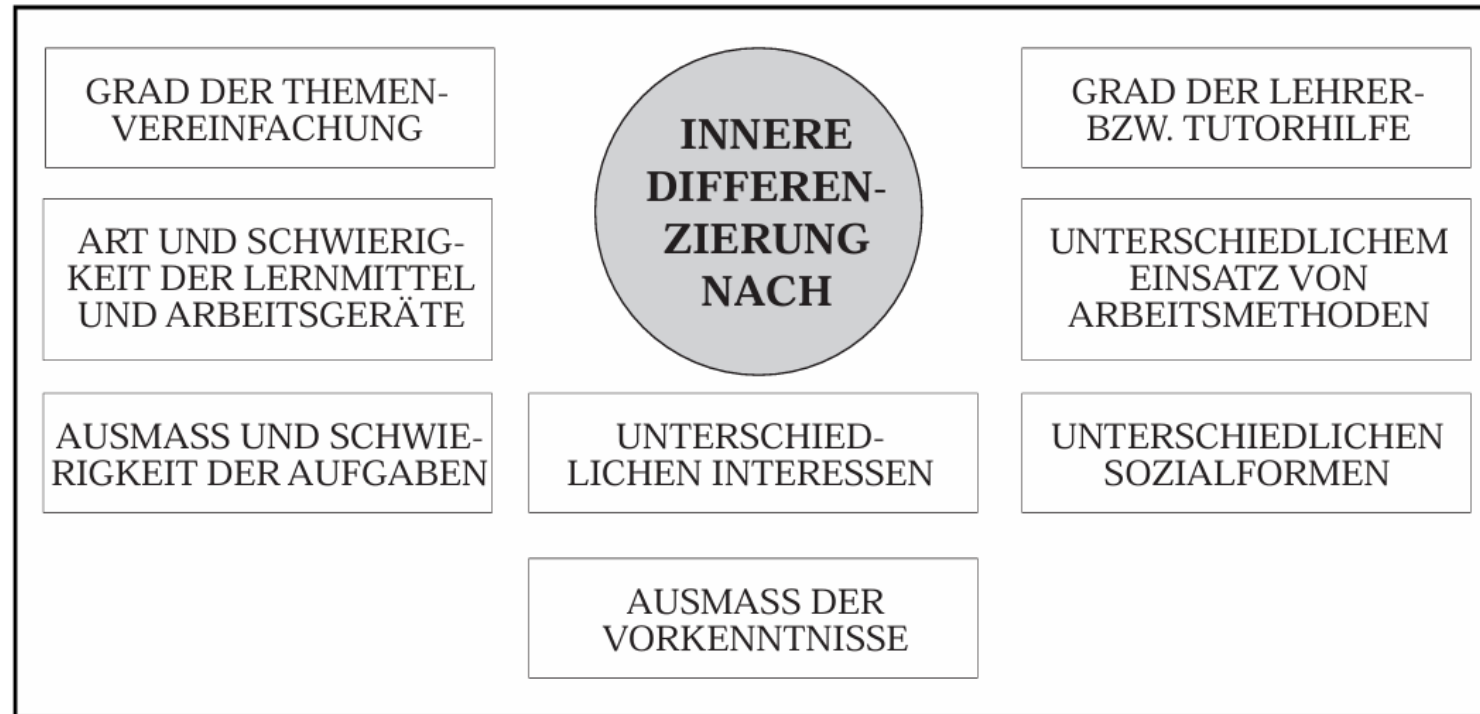 INNERE
DIFFEREN-
ZIERUNG
NACH
GRAD DER THEMEN-
VEREINFACHUNG
ART UND SCHWIERIG-
KEIT DER LERNMITTEL
UND ARBEITSGERÄTE
AUSMASS UND SCHWIE-
RIGKEIT DER AUFGABEN
UNTERSCHIED-
LICHEN INTERESSEN
AUSMASS DER
VORKENNTNISSE
GRAD DER LEHRER-
BZW. TUTORHILFE
UNTERSCHIEDLICHEM
EINSATZ VON
ARBEITSMETHODEN
UNTERSCHIEDLICHEN
SOZIALFORMEN